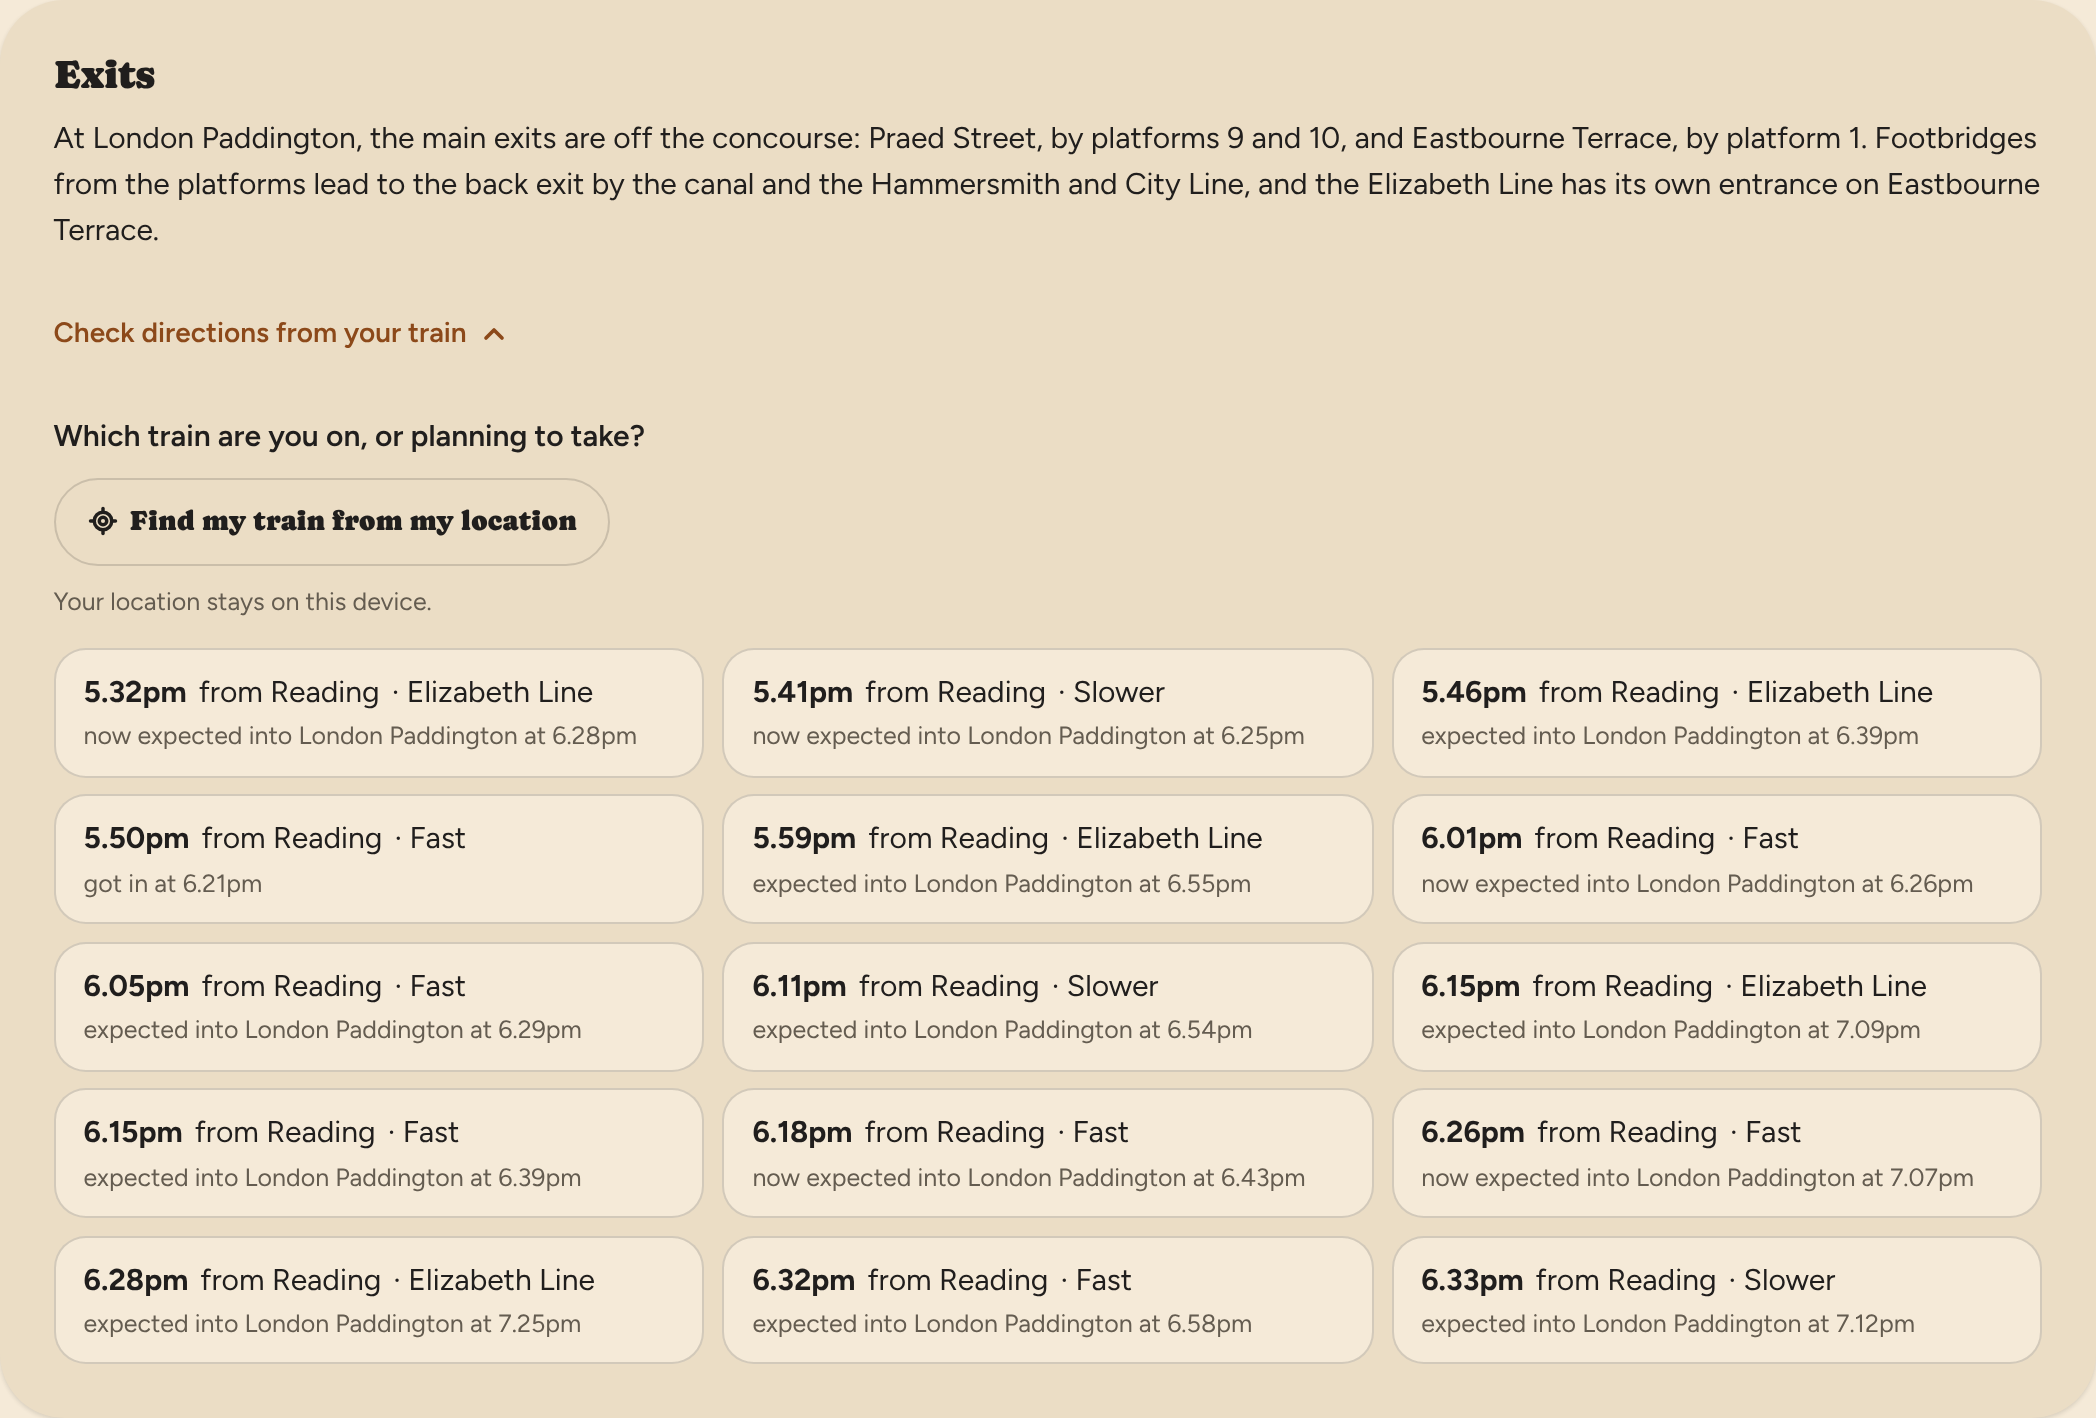 Exits
At London Paddington, the main exits are off the concourse: Praed Street, by platforms 9 and 10, and Eastbourne Terrace, by platform 1. Footbridges
from the platforms lead to the back exit by the canal and the Hammersmith and City Line, and the Elizabeth Line has its own entrance on Eastbourne
Terrace.
Check directions from your train
Which train are you on, or planning to take?
Find my train from my location
Your location stays on this device.
5.32pm from Reading · Elizabeth Line
now expected into London Paddington at 6.28pm
5.41pm from Reading · Slower
now expected into London Paddington at 6.25pm
5.46pm from Reading · Elizabeth Line
expected into London Paddington at 6.39pm
5.50pm from Reading · Fast
got in at 6.21pm
5.59pm from Reading · Elizabeth Line
expected into London Paddington at 6.55pm
6.01pm from Reading · Fast
now expected into London Paddington at 6.26pm
6.05pm from Reading · Fast
expected into London Paddington at 6.29pm
6.11pm from Reading · Slower
expected into London Paddington at 6.54pm
6.15pm from Reading · Elizabeth Line
expected into London Paddington at 7.09pm
6.15pm from Reading · Fast
expected into London Paddington at 6.39pm
6.18pm from Reading · Fast
now expected into London Paddington at 6.43pm
6.26pm from Reading · Fast
now expected into London Paddington at 7.07pm
6.28pm from Reading · Elizabeth Line
expected into London Paddington at 7.25pm
6.32pm from Reading · Fast
expected into London Paddington at 6.58pm
6.33pm from Reading · Slower
expected into London Paddington at 7.12pm